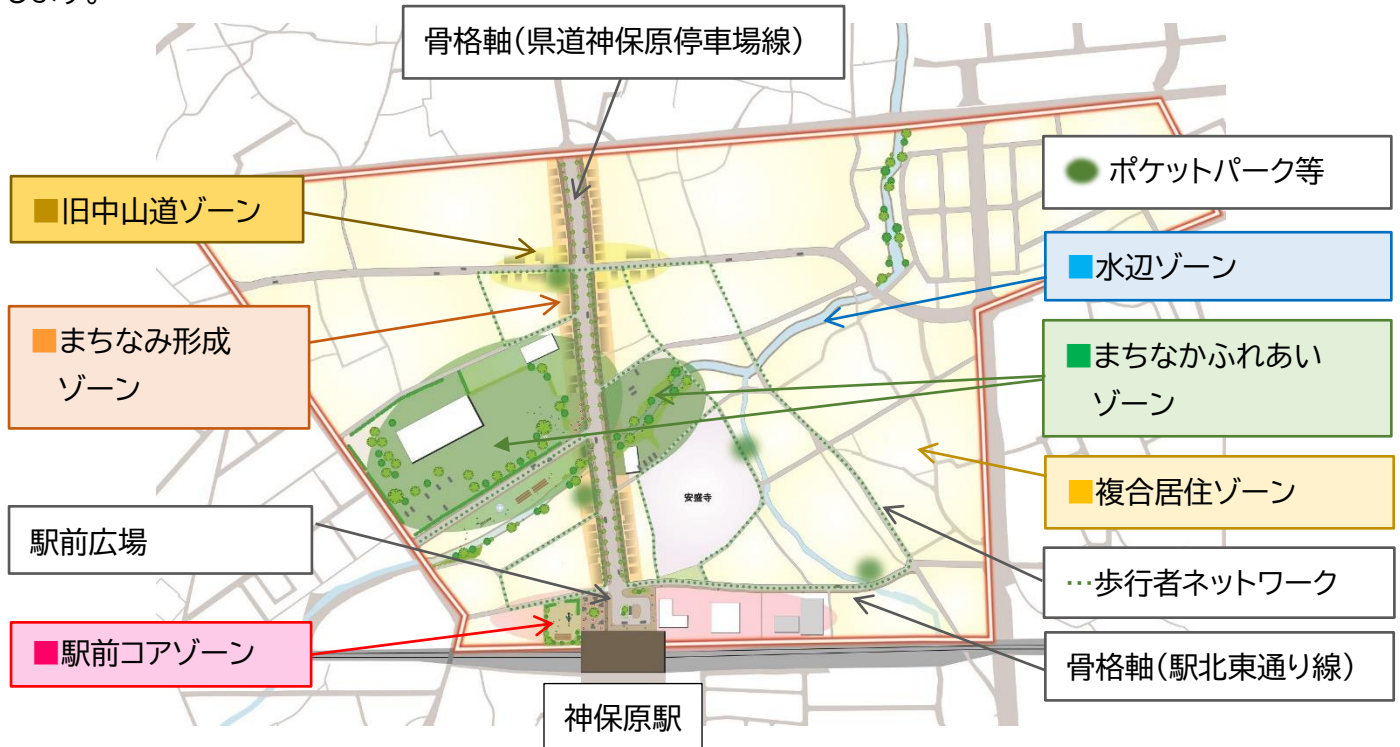 します。
骨格軸(県道神保原停車場線)
ポケットパーク等
■旧中山道ゾーン
■水辺ゾーン
■まちなみ形成
ゾーン
■まちなかふれあい
ゾーン
■複合居住ゾーン
安盛寺
駅前広場
…歩行者ネットワーク
■駅前コアゾーン
骨格軸(駅北東通り線)
神保原駅